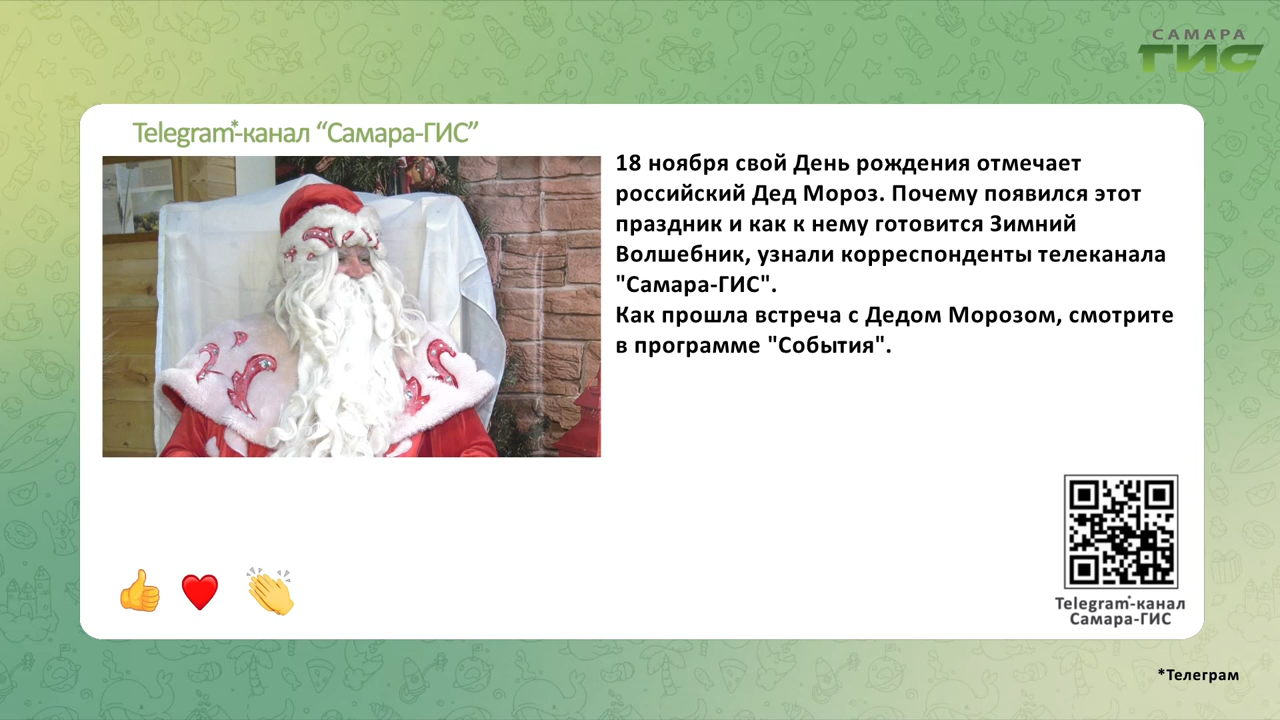 САМАРА
ГИС
Telegram*-канал “Самара-ГИС”
18 ноября свой День рождения отмечает
российский Дед Мороз. Почему появился этот
праздник и как к нему готовится Зимний
Волшебник, узнали корреспонденты телеканала
"Самара-ГИС".
Как прошла встреча с Дедом Морозом, смотрите
в программе "События".
Telegram*-канал
Самара-ГИС
*Телеграм